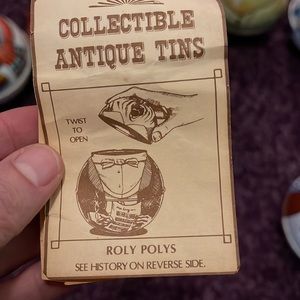 COLLECTIBLE
ANTIQUE TINS
TWIST
TO
OPEN
ROLY POLYS
SEE HISTORY ON REVERSE SIDE.